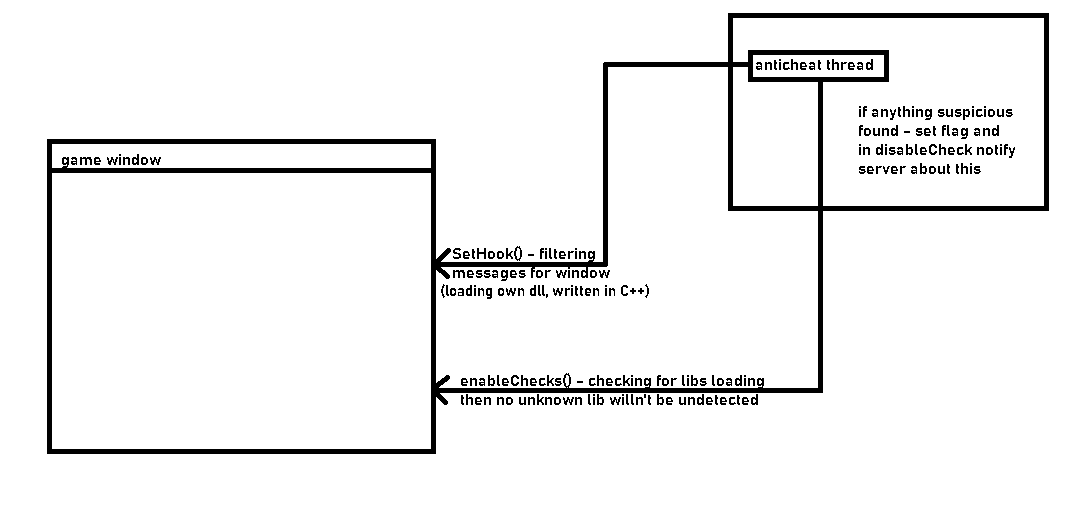 anticheat thread
if anything suspicious
found - set flag and
in disableCheck notify
server about this
game window
SetHook() - filtering
messages for window
(loading own dll, written in C++)
enableChecks() - checking for libs loading
then no unknown lib willn't be undetected